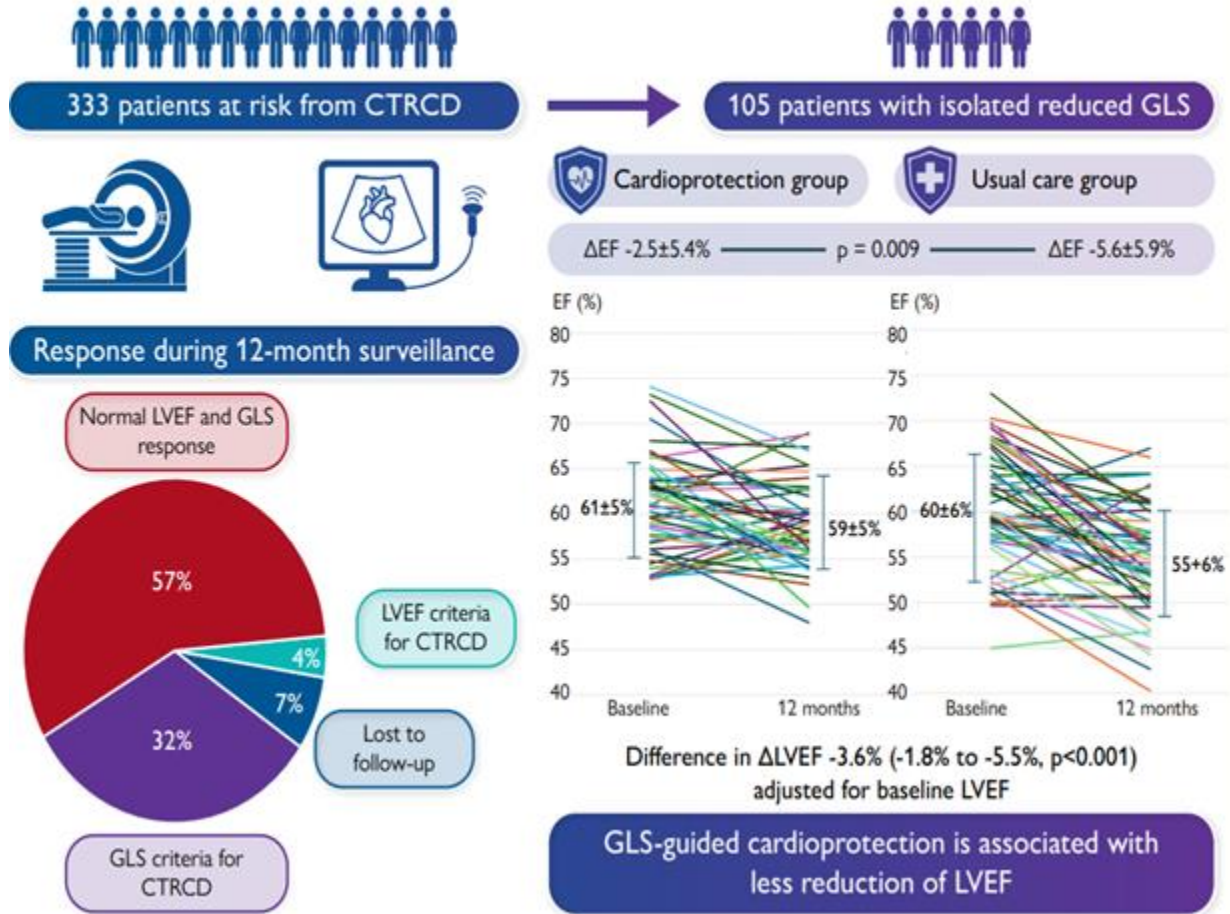 333 patients at risk from CTRCD
105 patients with isolated reduced GLS
Cardioprotection group
Usual care group
ΔEF -2.5±5.4%
p = 0.009
ΔEF -5.6±5.9%
Response during 12-month surveillance
Normal LVEF and GLS
response
57%
LVEF criteria
for CTRCD
4%
7%
Lost to
follow-up
32%
GLS criteria for
CTRCD
EF (%)
80
75
70
65
60
55
50
45
40
61±5%
59±5%
Baseline
12 months
EF (%)
80
75
70
65
60
55
50
45
40
60±6%
55+6%
Baseline
12 months
Difference in ΔLVEF -3.6% (-1.8% to -5.5%, p<0.001)
adjusted for baseline LVEF
GLS-guided cardioprotection is associated with
less reduction of LVEF